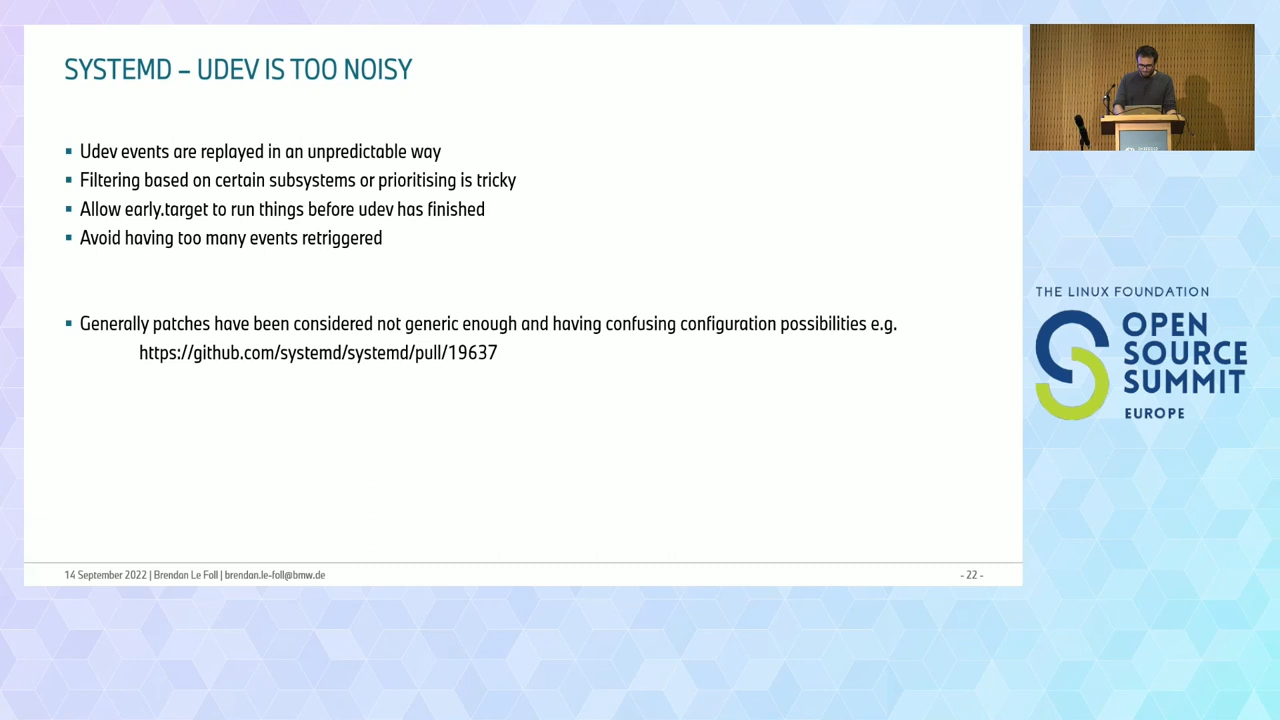 SYSTEMD – UDEV IS TOO NOISY
▪ Udev events are replayed in an unpredictable way
▪ Filtering based on certain subsystems or prioritising is tricky
▪ Allow early.target to run things before udev has finished
▪ Avoid having too many events retriggered
▪ Generally patches have been considered not generic enough and having confusing configuration possibilities e.g.
https://github.com/systemd/systemd/pull/19637
14 September 2022 | Brendan Le Foll | brendan.le-foll@bmw.de
- 22 -
THE LINUX FOUNDATION
OPEN
SOURCE
SUMMIT
EUROPE